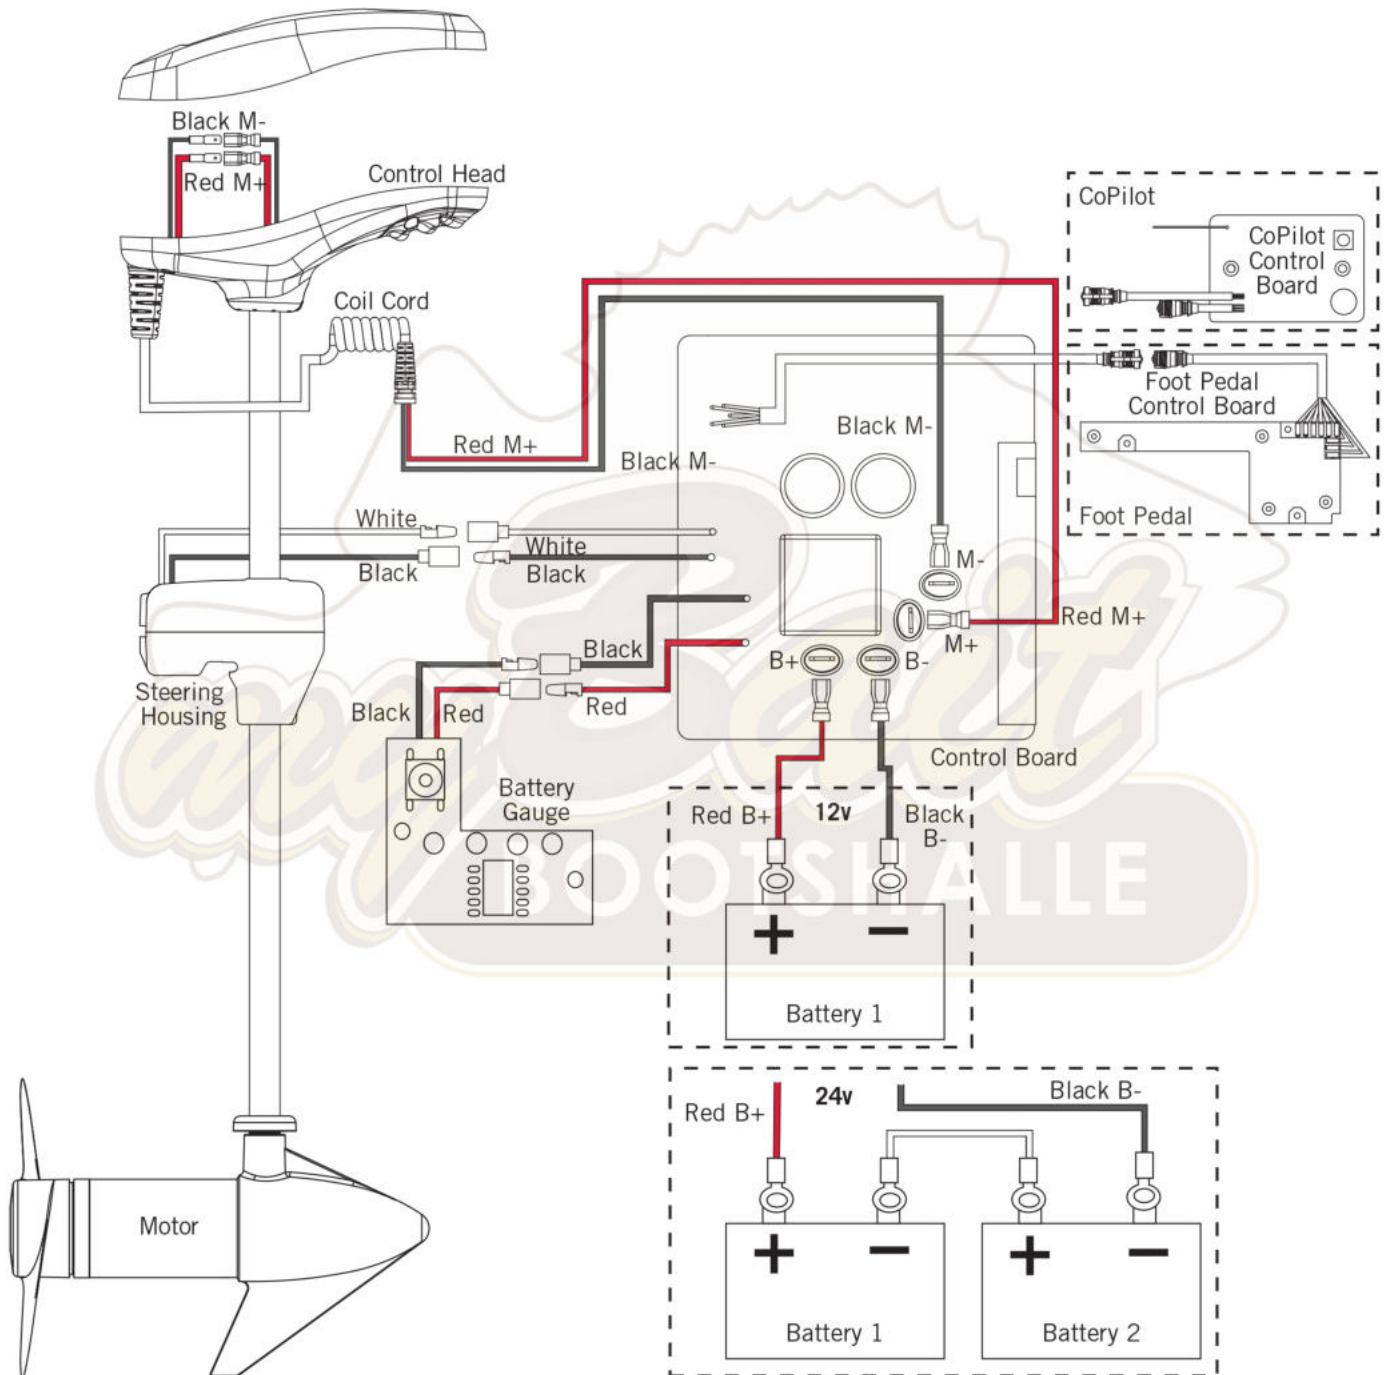 Black M-
Red M+
Control Head
CoPilot
CoPilot
Control
Board
Coil Cord
Foot Pedal
Control Board
Foot Pedal
Red M+
Black M-
Black M-
White
White
Black
Black
M-
M+
Red M+
B+
B-
Black
Red
Black
Red
Steering
Housing
Control Board
Battery
Gauge
Red B+
12v
Black
B-
+
−
Battery 1
my Bait
BOOTSHALLE
24v
Red B+
Black B-
+
−
+
−
Battery 1
Battery 2
Motor